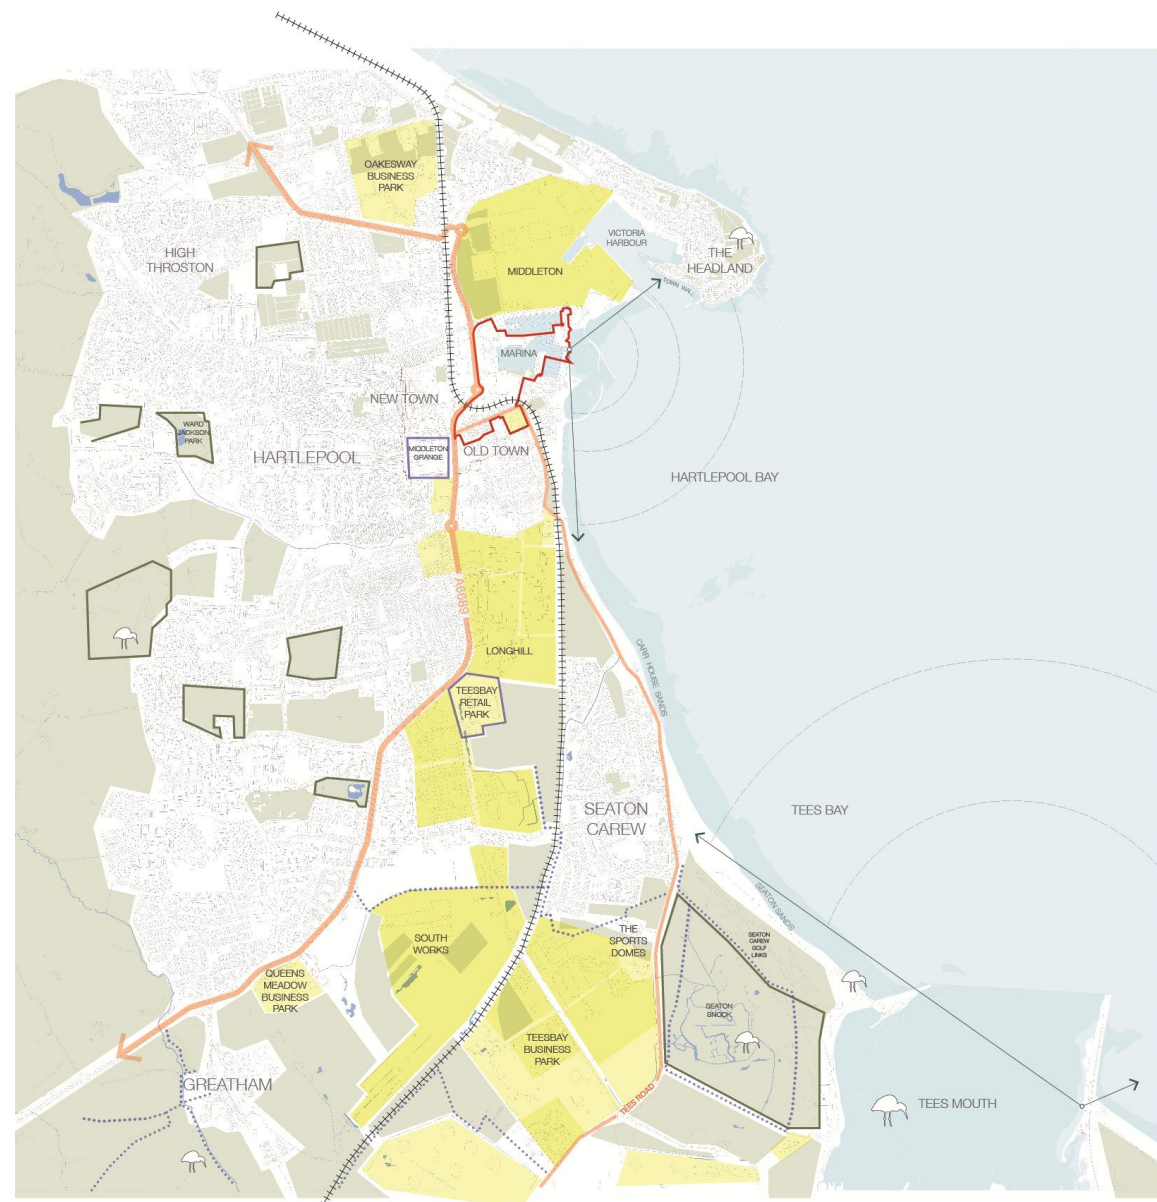 OAKESWAY
BUSINESS
PARK
VICTORIA
HARBOUR
HIGH
THROSTON
THE
HEADLAND
MIDDLETON
TOWN WALL
MARINA
NEW TOWN
WARD
JACKSON
PARK
MIDDLETON
GRANGE
OLD TOWN
HARTLEPOOL
HARTLEPOOL BAY
A6689
LONGHILL
CARR HOUSE SANDS
TEESBAY
RETAIL
PARK
SEATON
CAREW
TEES BAY
SEATON SANDS
SOUTH
WORKS
THE
SPORTS
DOMES
SEATON
CAREW
GOLF
LINKS
QUEENS
MEADOW
BUSINESS
PARK
SEATON
SNOOK
TEESBAY
BUSINESS
PARK
GREATHAM
TEES ROAD
TEES MOUTH